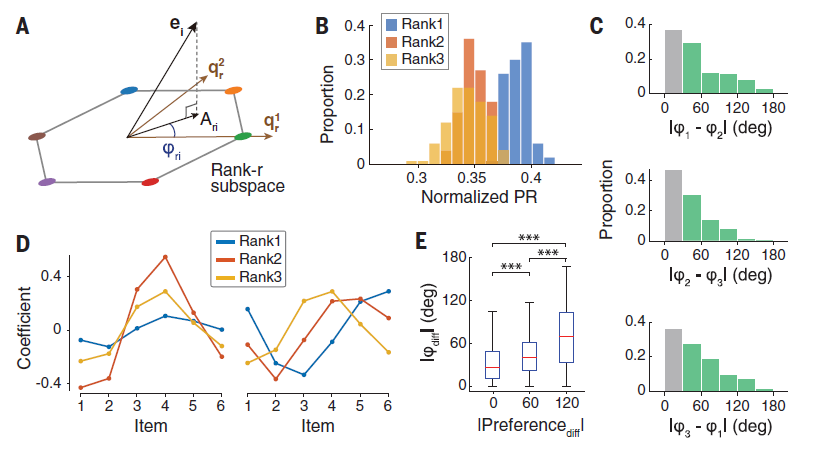 A
e_i
q_r^2
A_ri
q_r^1
φ_ri
Rank-r
subspace
B
Rank1
Rank2
Rank3
Proportion
0.4
0.3
0.2
0.1
0
0.3
0.35
0.4
Normalized PR
C
Proportion
0.4
0.2
0
0 60 120 180
|φ_1 - φ_2| (deg)
0.4
0.2
0
0 60 120 180
|φ_2 - φ_3| (deg)
0.4
0.2
0
0 60 120 180
|φ_3 - φ_1| (deg)
D
Rank1
Rank2
Rank3
Coefficient
0.4
0
-0.4
1 2 3 4 5 6
Item
1 2 3 4 5 6
Item
E
***
***
***
|φ_diff| (deg)
180
120
60
0
0 60 120
|Preference_diff|